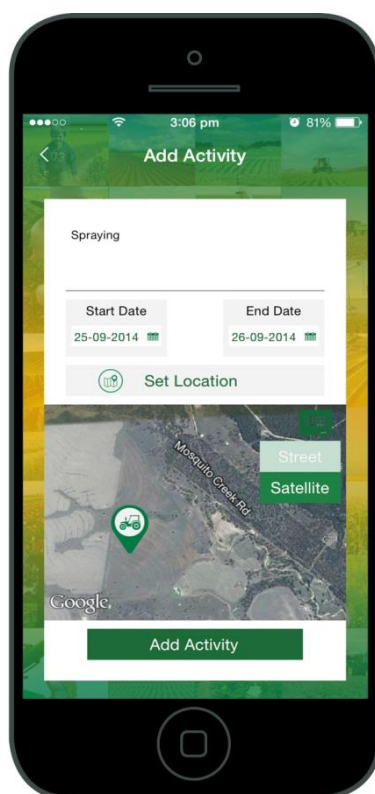 3:06 pm
81%
Add Activity
Spraying
Start Date
End Date
25-09-2014
26-09-2014
Set Location
Mosquito Creek Rd
Street
Satellite
Google
Add Activity